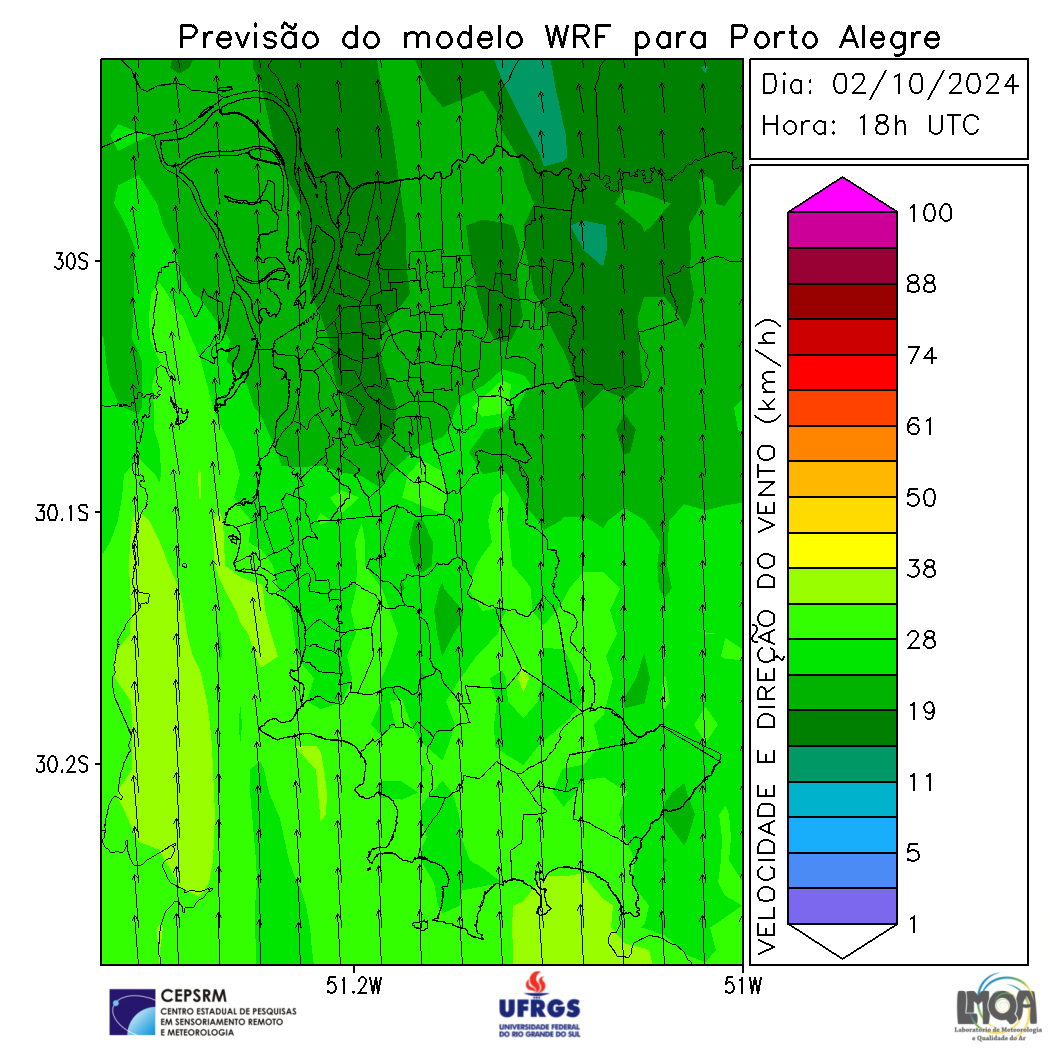 Previsão do modelo WRF para Porto Alegre
Dia: 02/10/2024
Hora: 18h UTC
30S
30.1S
30.2S
51.2W
51W
VELOCIDADE E DIREÇÃO DO VENTO (km/h)
100
88
74
61
50
38
28
19
11
5
1
CEPSRM
CENTRO ESTADUAL DE PESQUISAS
EM SENSORIAMENTO REMOTO
E METEOROLOGIA
UFRGS
UNIVERSIDADE FEDERAL
DO RIO GRANDE DO SUL
LMQA
Laboratório de Meteorologia
e Qualidade do Ar